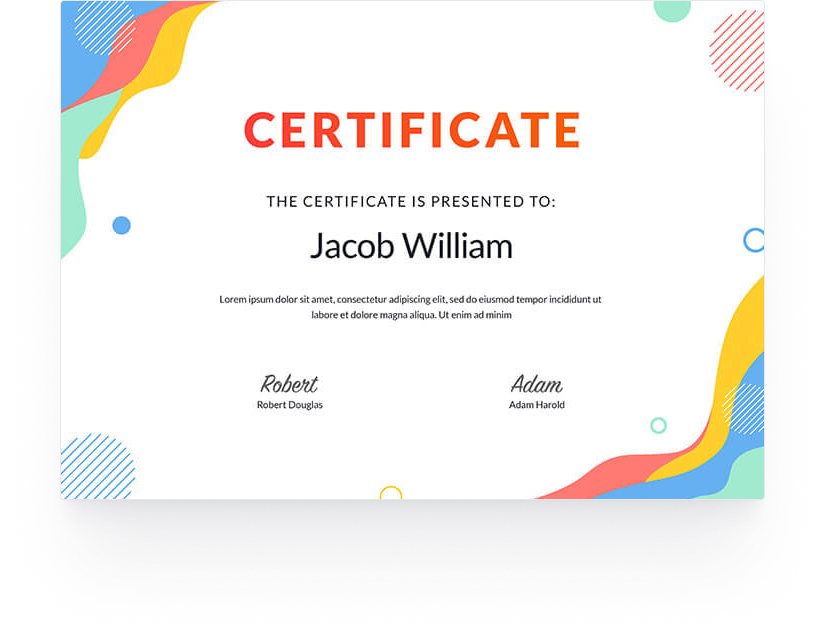 CERTIFICATE
THE CERTIFICATE IS PRESENTED TO:
Jacob William
Lorem ipsum dolor sit amet, consectetur adipiscing elit, sed do eiusmod tempor incididunt ut
labore et dolore magna aliqua. Ut enim ad minim
Robert Adam
Robert Douglas Adam Harold